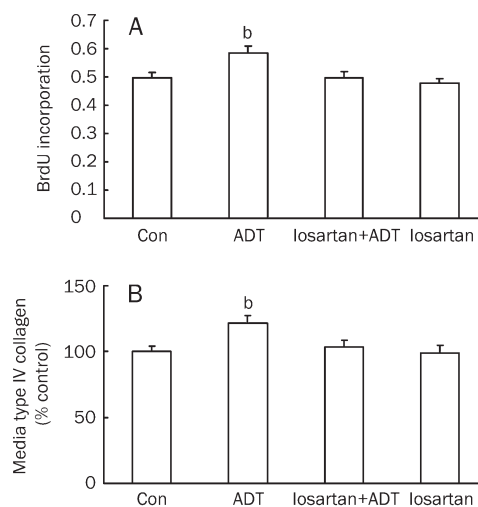 A
b
BrdU incorporation
0.7
0.6
0.5
0.4
0.3
0.2
0.1
0
Con ADT losartan+ADT losartan
B
b
Media type IV collagen
(% control)
150
100
50
0
Con ADT losartan+ADT losartan